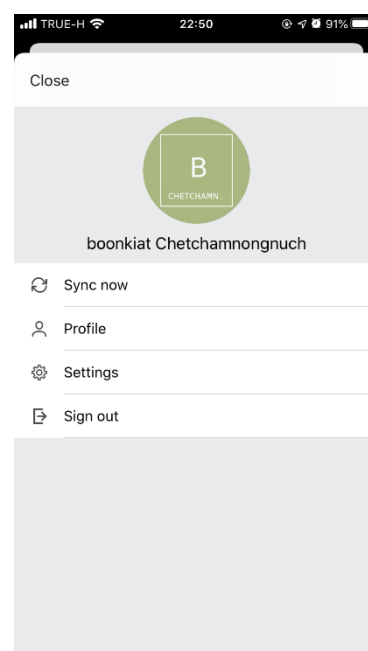 TRUE-H
22:50
91%
Close
B
CHETCHAMN...
boonkiat Chetchamnongnuch
Sync now
Profile
Settings
Sign out